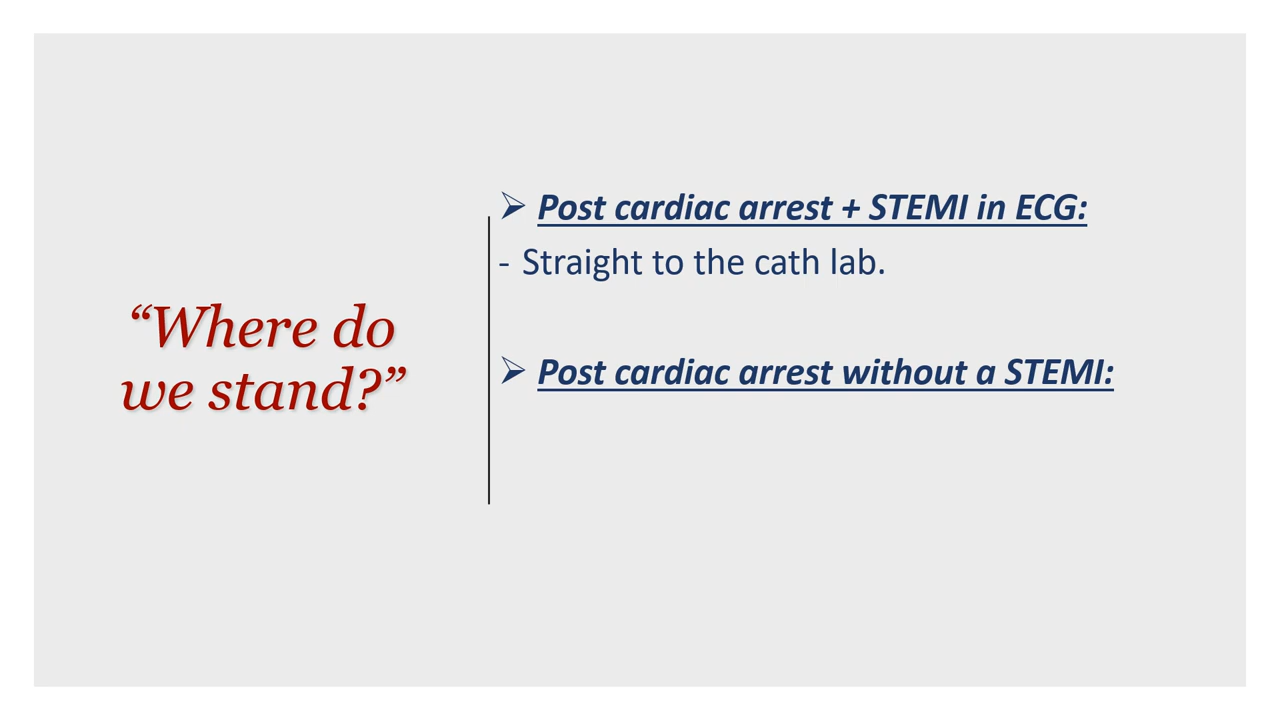 “Where do
we stand?”
➢ Post cardiac arrest + STEMI in ECG:
- Straight to the cath lab.
➢ Post cardiac arrest without a STEMI: